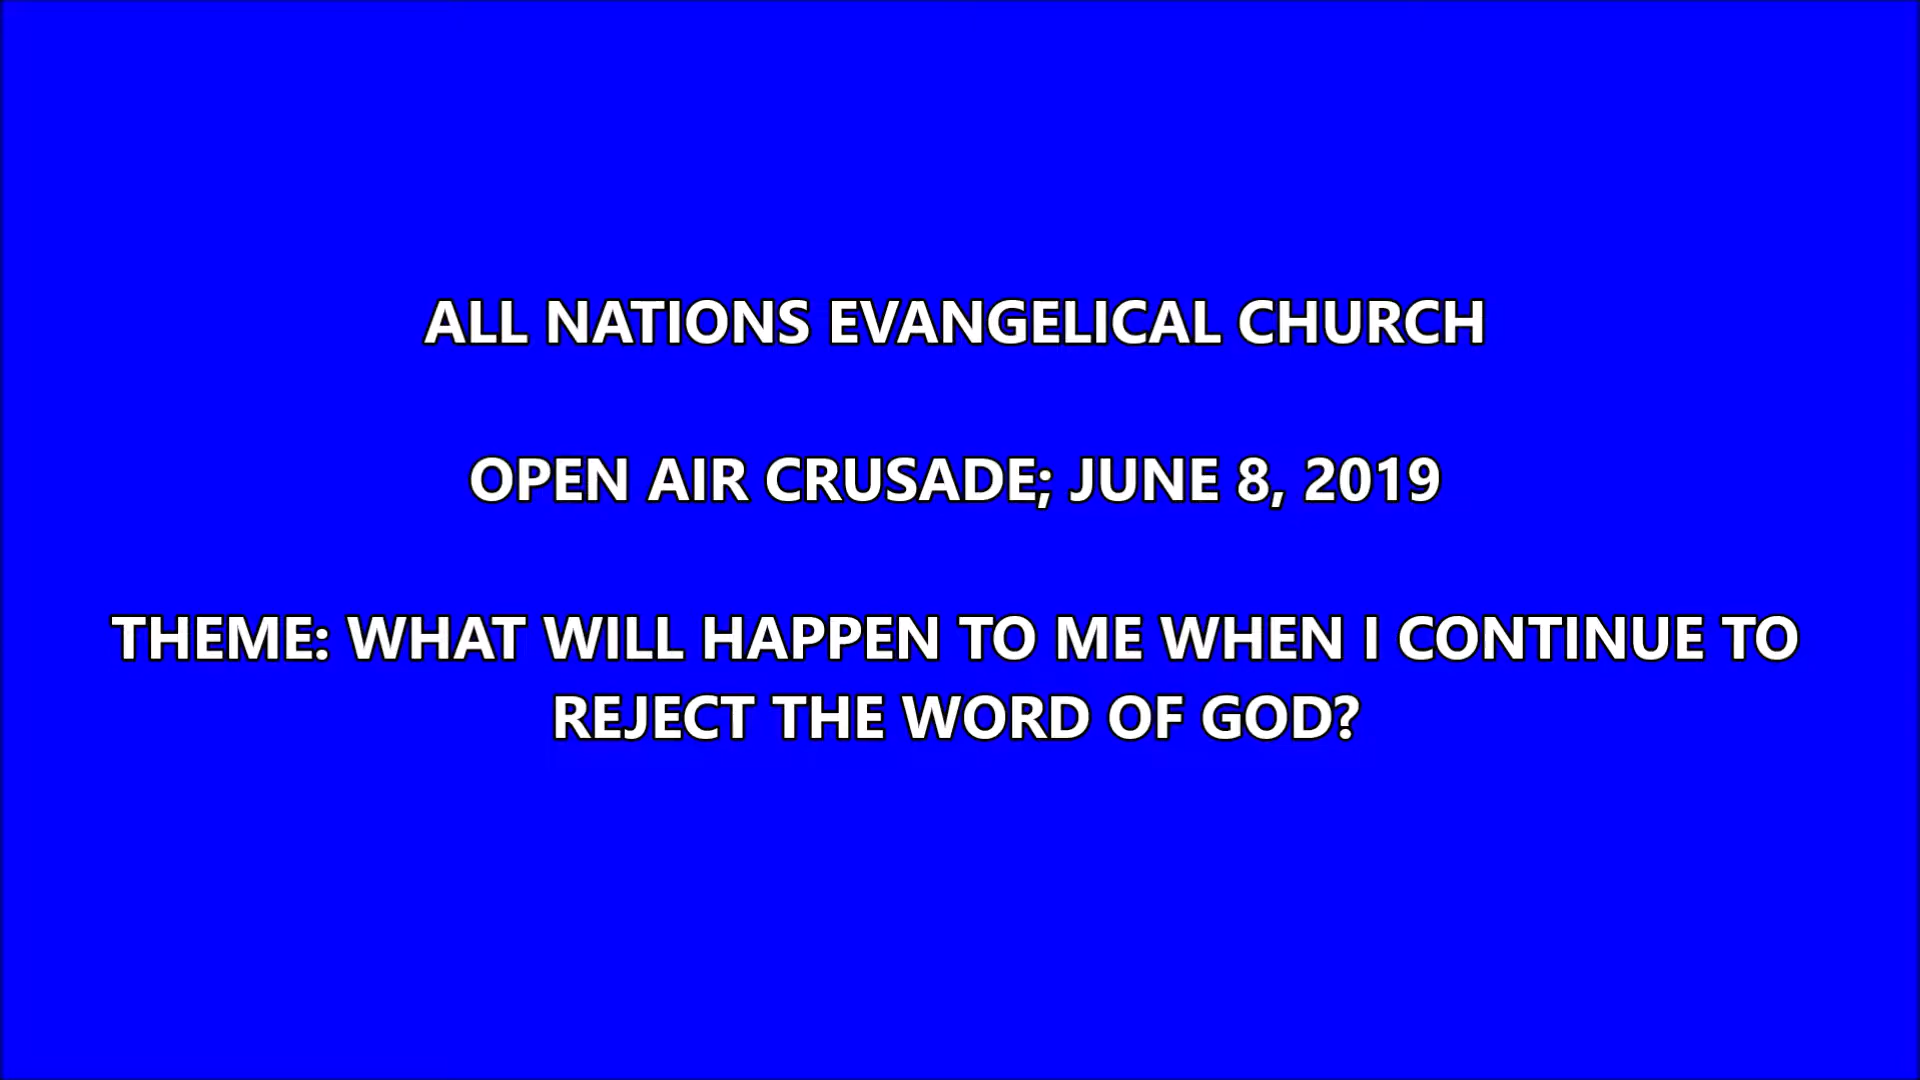 ALL NATIONS EVANGELICAL CHURCH
OPEN AIR CRUSADE; JUNE 8, 2019
THEME: WHAT WILL HAPPEN TO ME WHEN I CONTINUE TO
REJECT THE WORD OF GOD?